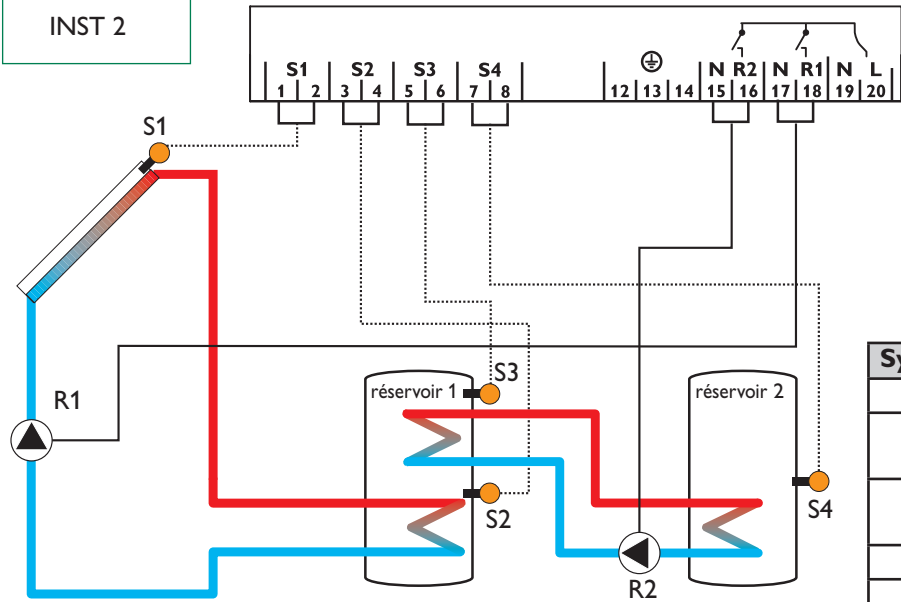 INST 2
S1 S2 S3 S4 N R2 N R1 N L
1 2 3 4 5 6 7 8 12 13 14 15 16 17 18 19 20
S1
Sy
S3
réservoir 1
réservoir 2
R1
S2
S4
R2